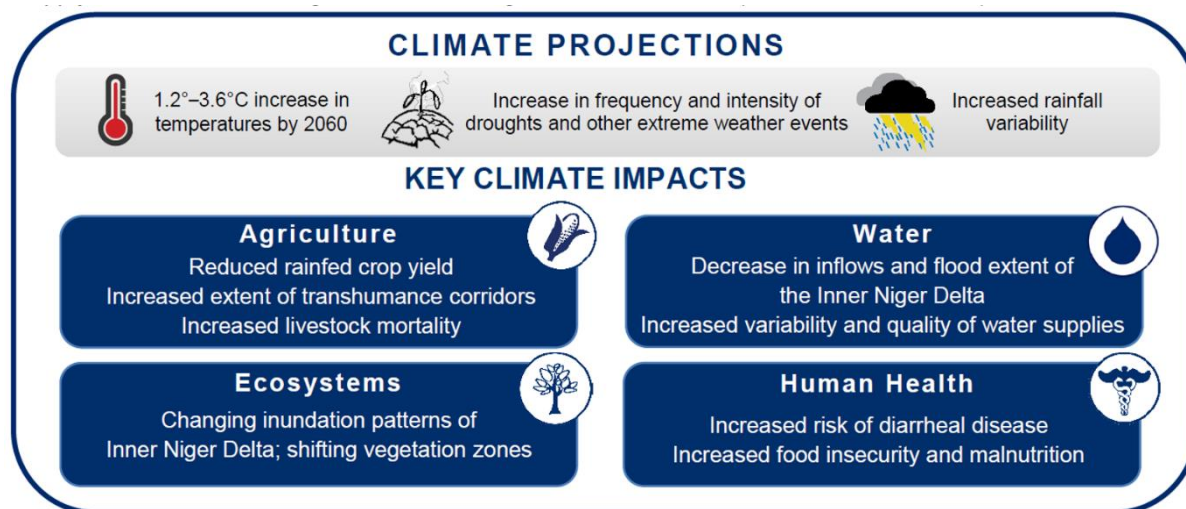 CLIMATE PROJECTIONS
1.2°–3.6°C increase in
temperatures by 2060
Increase in frequency and intensity of
droughts and other extreme weather events
Increased rainfall
variability
KEY CLIMATE IMPACTS
Agriculture
Reduced rainfed crop yield
Increased extent of transhumance corridors
Increased livestock mortality
Water
Decrease in inflows and flood extent of
the Inner Niger Delta
Increased variability and quality of water supplies
Ecosystems
Changing inundation patterns of
Inner Niger Delta; shifting vegetation zones
Human Health
Increased risk of diarrheal disease
Increased food insecurity and malnutrition